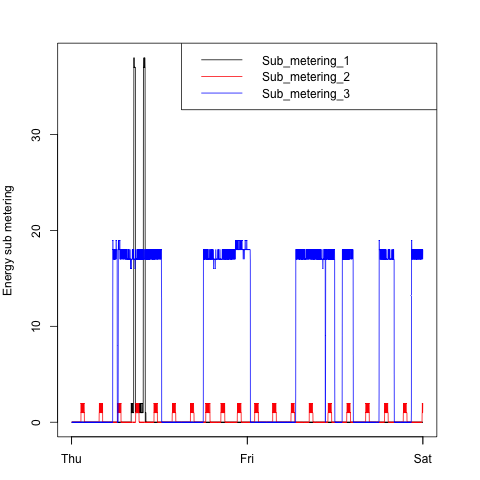 Sub_metering_1
Sub_metering_2
Sub_metering_3
Energy sub metering
30
20
10
0
Thu Fri Sat